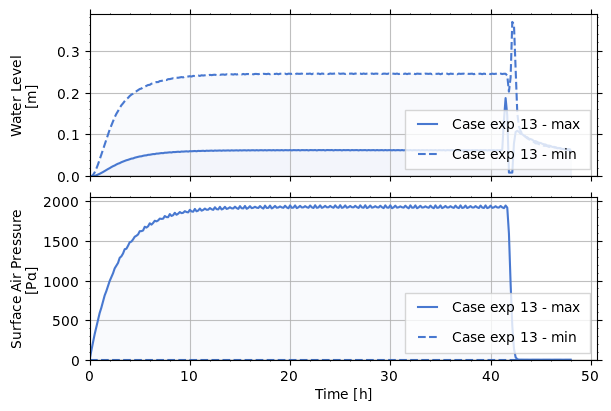 0.3
0.2
0.1
0.0
Water Level
[m]
Case exp 13 - max
Case exp 13 - min
2000
1500
1000
500
0
Surface Air Pressure
[Pa]
Case exp 13 - max
Case exp 13 - min
0 10 20 30 40 50
Time [h]